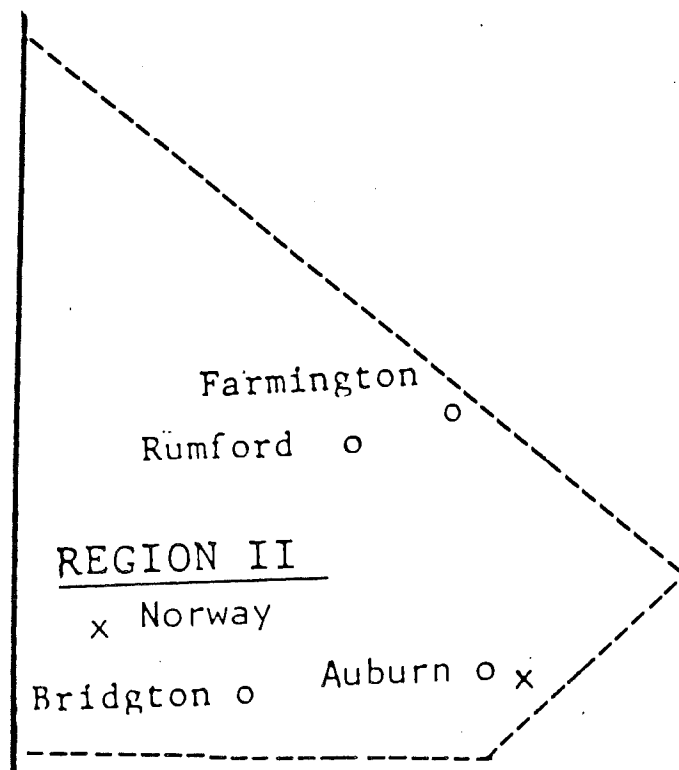 Farmington
o
Rumford o
REGION II
x Norway
Auburn o x
Bridgton o